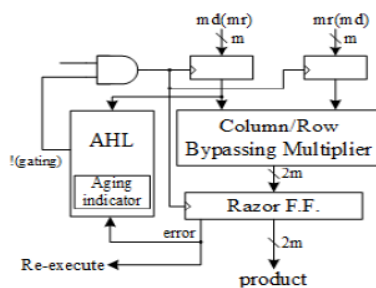 md(mr) mr(md)
m m
!(gating)
AHL
Aging
indicator
Column/Row
Bypassing Multiplier
2m
Razor F.F.
error
2m
Re-execute
product